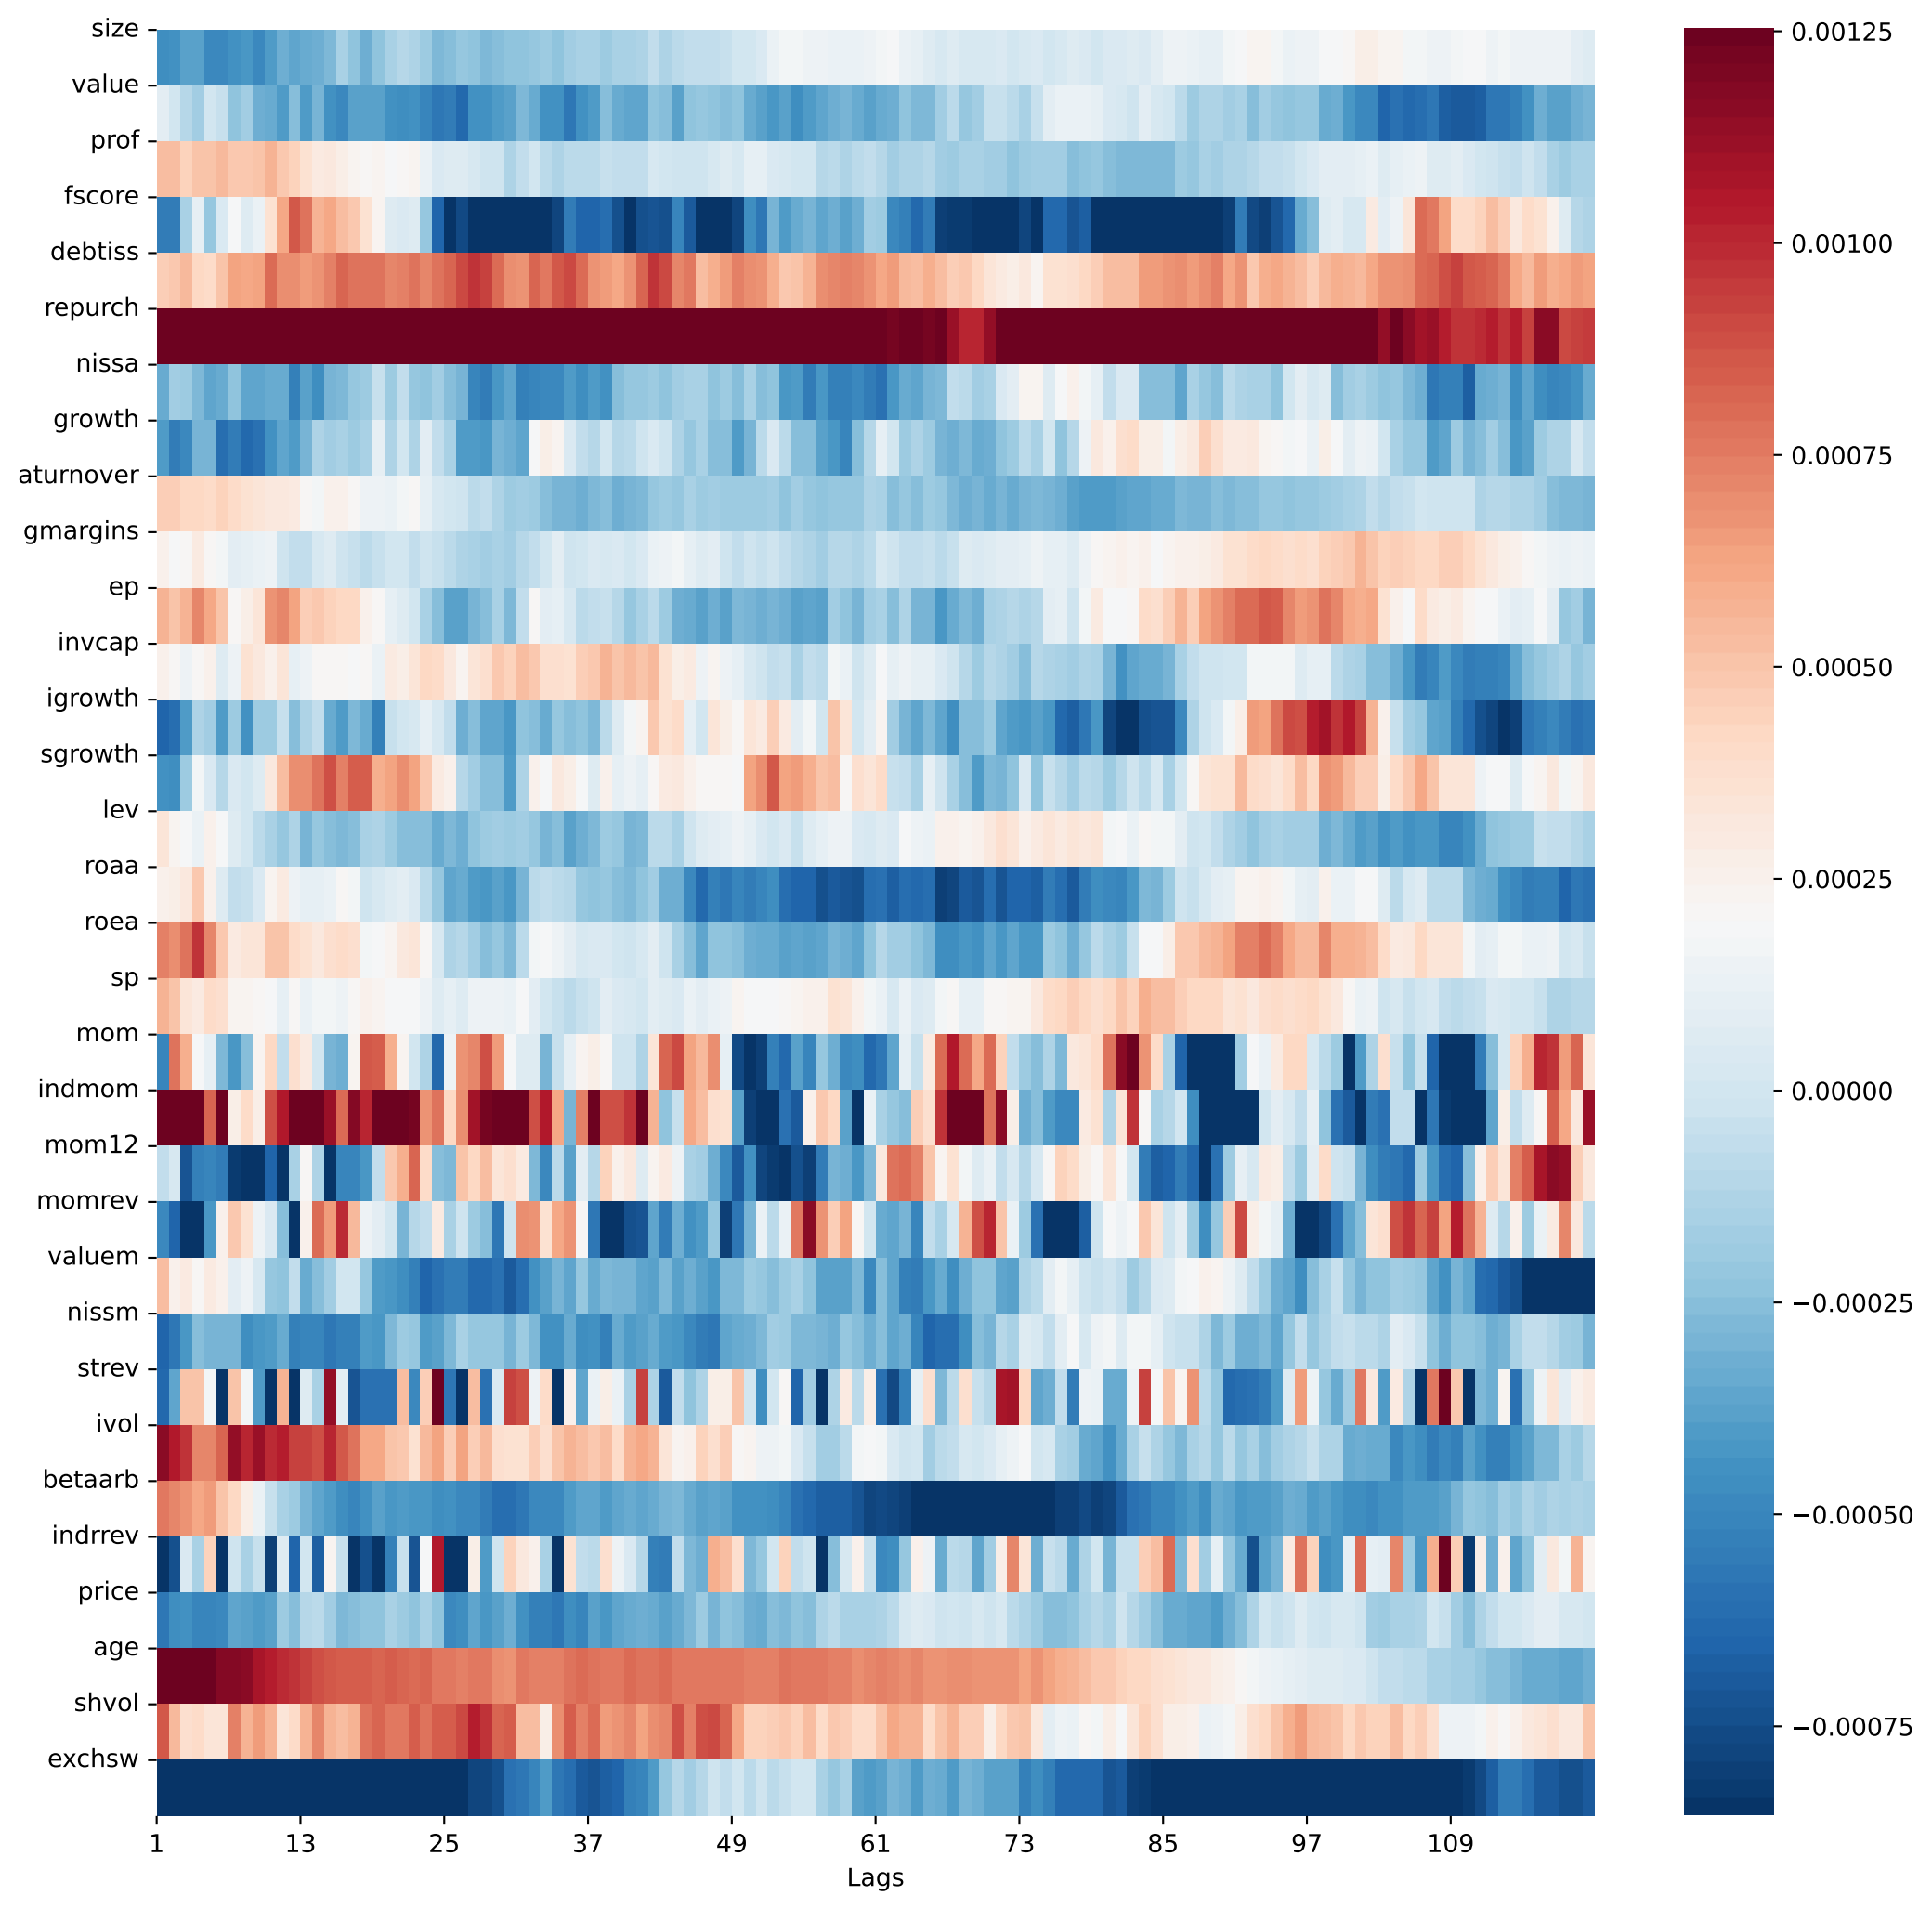 size
value
prof
fscore
debtiss
repurch
nissa
growth
aturnover
gmargins
ep
invcap
igrowth
sgrowth
lev
roaa
roea
sp
mom
indmom
mom12
momrev
valuem
nissm
strev
ivol
betaarb
indrrev
price
age
shvol
exchsw
1 13 25 37 49 61 73 85 97 109
Lags
0.00125
0.00100
0.00075
0.00050
0.00025
0.00000
−0.00025
−0.00050
−0.00075